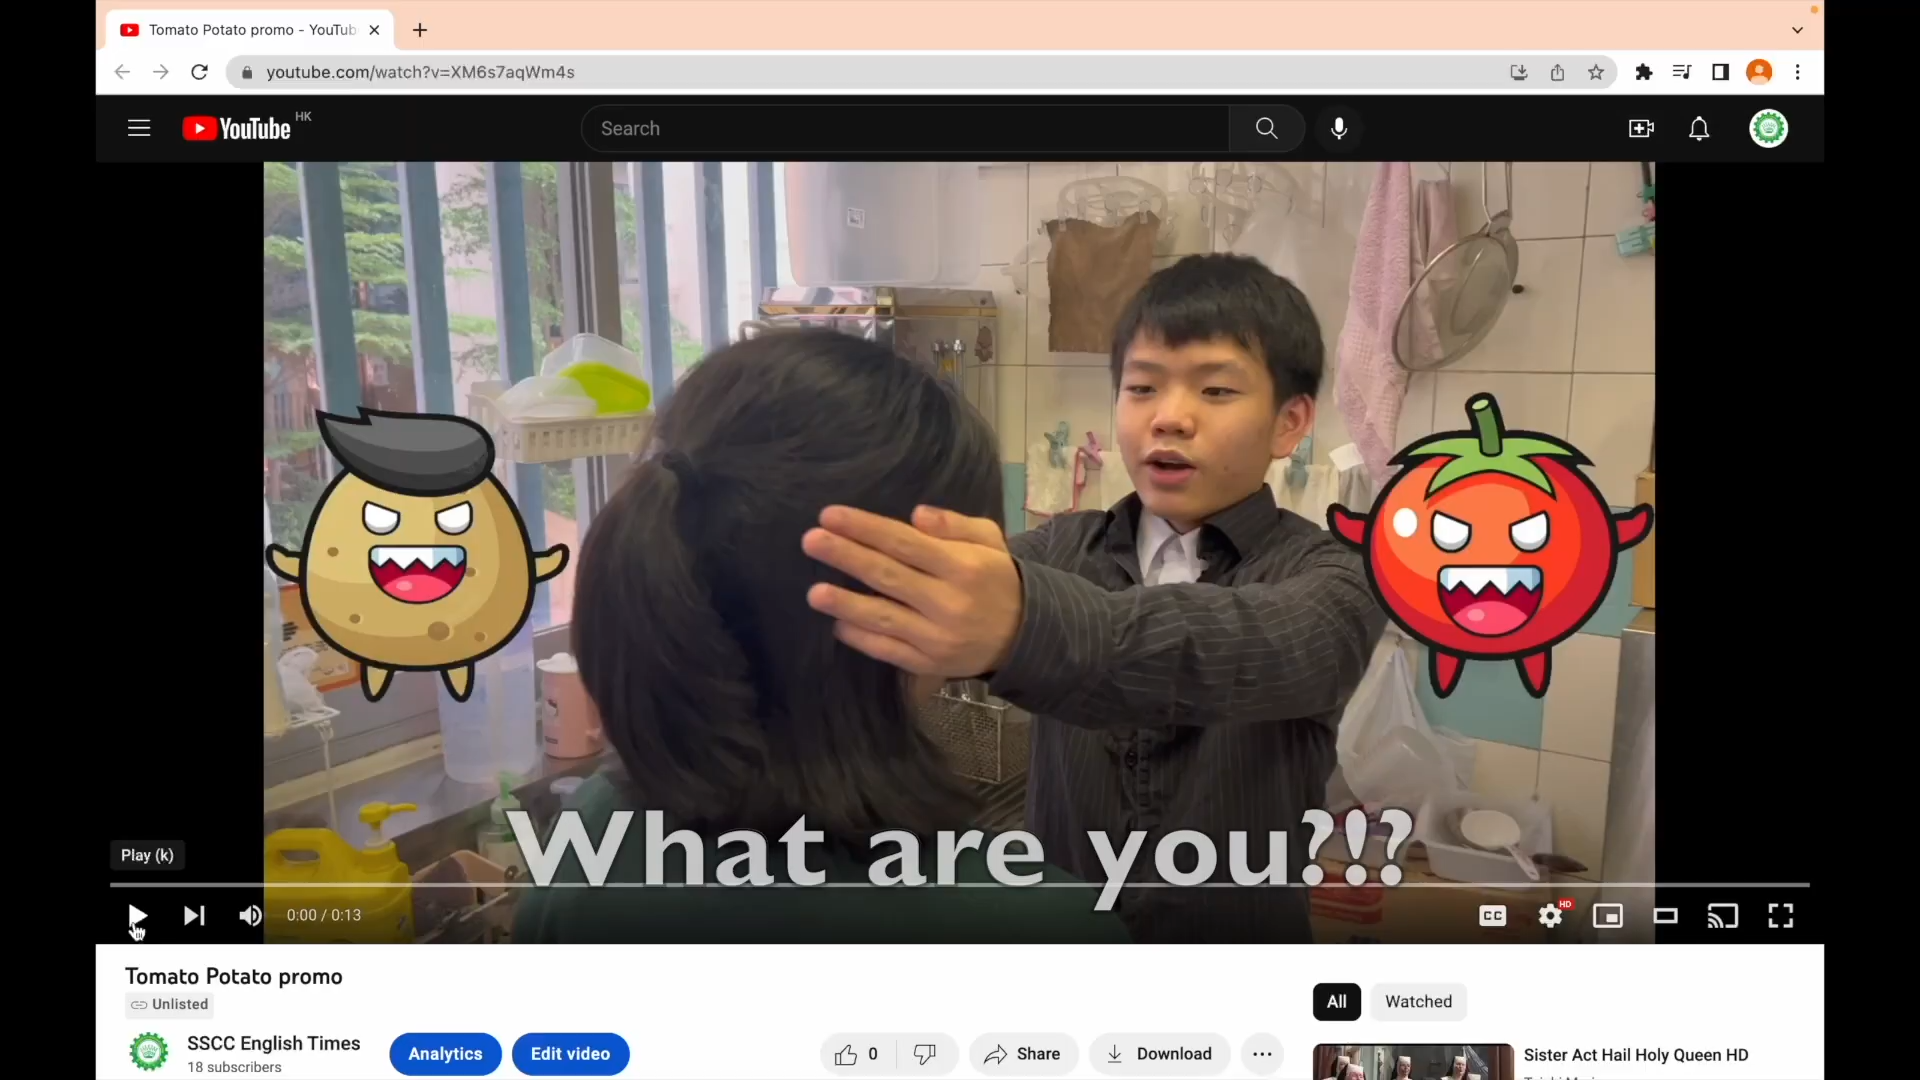 Tomato Potato promo - YouTub
youtube.com/watch?v=XM6s7aqWm4s
YouTube HK
Search
What are you?!?
Play (k)
0:00 / 0:13
CC
HD
Tomato Potato promo
Unlisted
All
Watched
SSCC English Times
18 subscribers
Analytics
Edit video
0
Share
Download
Sister Act Hail Holy Queen HD